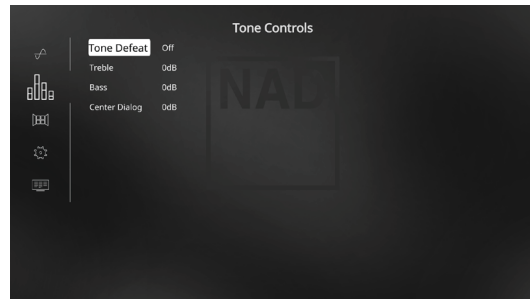 Tone Controls
Tone Defeat Off
Treble 0dB
Bass 0dB
Center Dialog 0dB
NAD